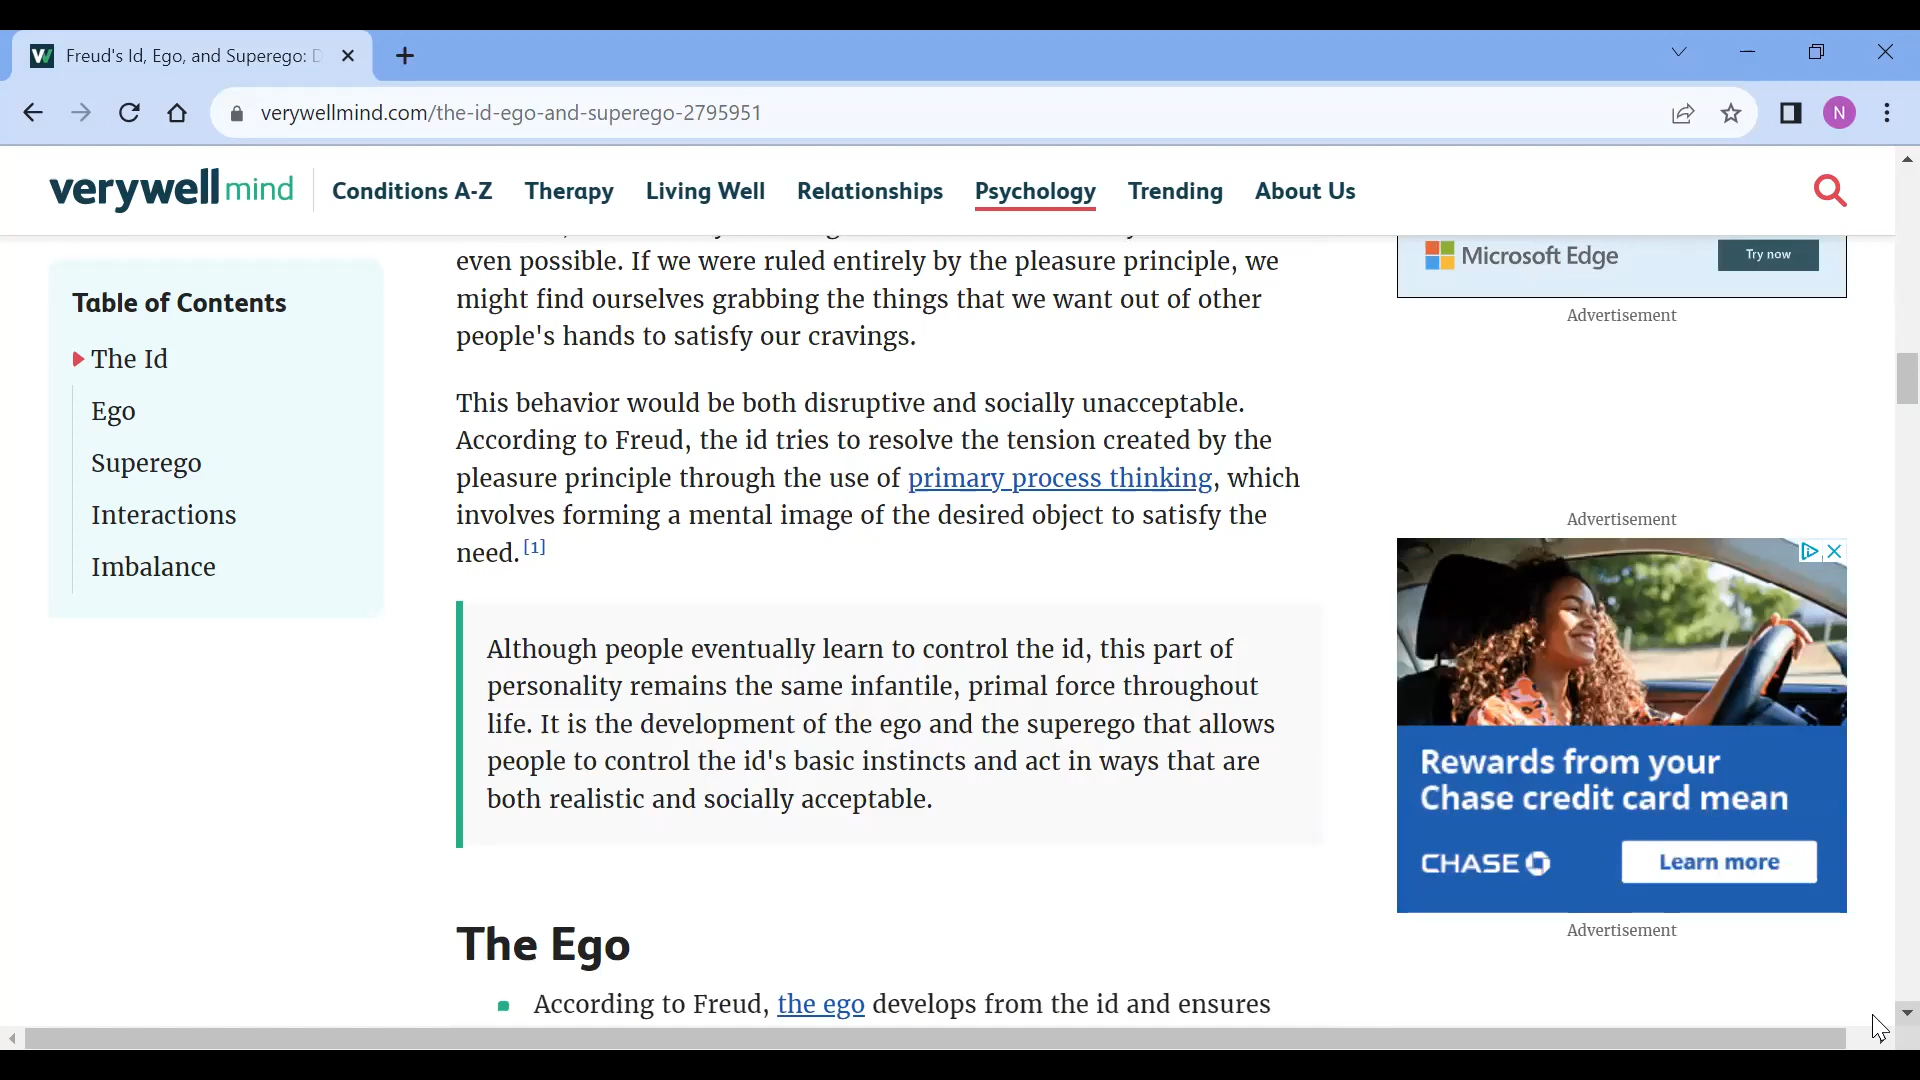 Freud's Id, Ego, and Superego:
verywellmind.com/the-id-ego-and-superego-2795951
N
verywell mind
Conditions A-Z
Therapy
Living Well
Relationships
Psychology
Trending
About Us
Table of Contents
The Id
Ego
Superego
Interactions
Imbalance
even possible. If we were ruled entirely by the pleasure principle, we
might find ourselves grabbing the things that we want out of other
people's hands to satisfy our cravings.
This behavior would be both disruptive and socially unacceptable.
According to Freud, the id tries to resolve the tension created by the
pleasure principle through the use of primary process thinking, which
involves forming a mental image of the desired object to satisfy the
need. [1]
Although people eventually learn to control the id, this part of
personality remains the same infantile, primal force throughout
life. It is the development of the ego and the superego that allows
people to control the id's basic instincts and act in ways that are
both realistic and socially acceptable.
The Ego
According to Freud, the ego develops from the id and ensures
Microsoft Edge
Try now
Advertisement
Advertisement
Rewards from your
Chase credit card mean
CHASE
Learn more
Advertisement